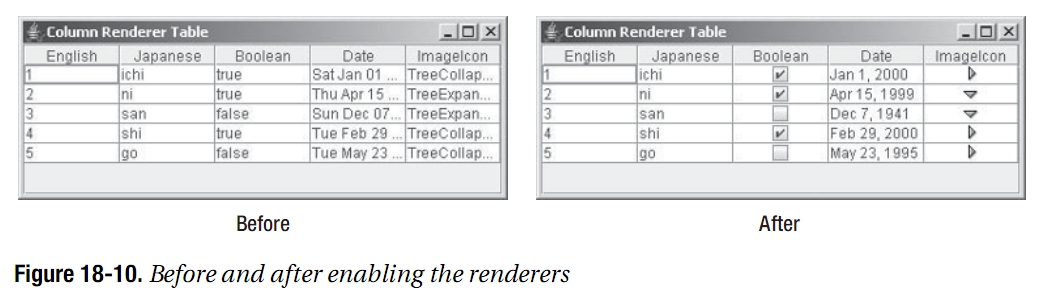 Column Renderer Table
English Japanese Boolean Date ImageIcon
1 ichi true Sat Jan 01 ... TreeCollap...
2 ni true Thu Apr 15 ... TreeExpan...
3 san false Sun Dec 07... TreeExpan...
4 shi true Tue Feb 29 ... TreeCollap...
5 go false Tue May 23 ... TreeCollap...
Before
Column Renderer Table
English Japanese Boolean Date ImageIcon
1 ichi Jan 1, 2000
2 ni Apr 15, 1999
3 san Dec 7, 1941
4 shi Feb 29, 2000
5 go May 23, 1995
After
Figure 18-10. Before and after enabling the renderers